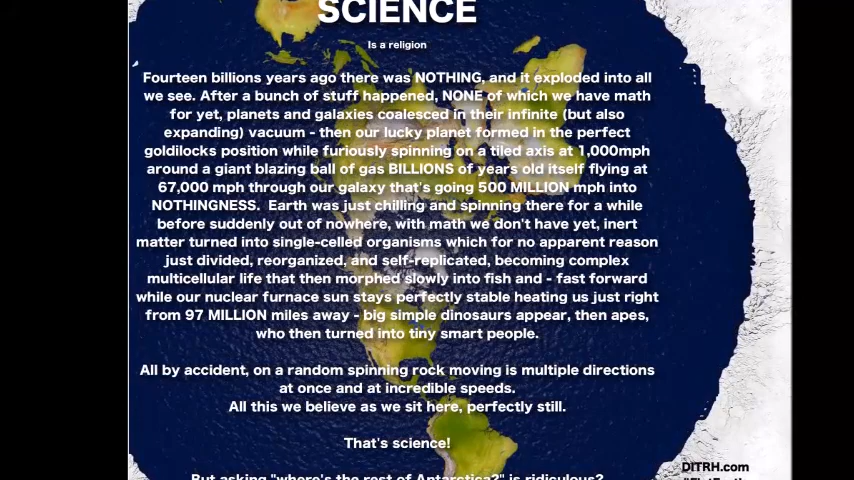 SCIENCE
Is a religion
Fourteen billions years ago there was NOTHING, and it exploded into all
we see. After a bunch of stuff happened, NONE of which we have math
for yet, planets and galaxies coalesced in their infinite (but also
expanding) vacuum - then our lucky planet formed in the perfect
goldilocks position while furiously spinning on a tiled axis at 1,000mph
around a giant blazing ball of gas BILLIONS of years old itself flying at
67,000 mph through our galaxy that's going 500 MILLION mph into
NOTHINGNESS. Earth was just chilling and spinning there for a while
before suddenly out of nowhere, with math we don't have yet, inert
matter turned into single-celled organisms which for no apparent reason
just divided, reorganized, and self-replicated, becoming complex
multicellular life that then morphed slowly into fish and - fast forward
while our nuclear furnace sun stays perfectly stable heating us just right
from 97 MILLION miles away - big simple dinosaurs appear, then apes,
who then turned into tiny smart people.
All by accident, on a random spinning rock moving is multiple directions
at once and at incredible speeds.
All this we believe as we sit here, perfectly still.
That's science!
DITRH.com
But asking "where's the rest of Antarctica?" is ridiculous?